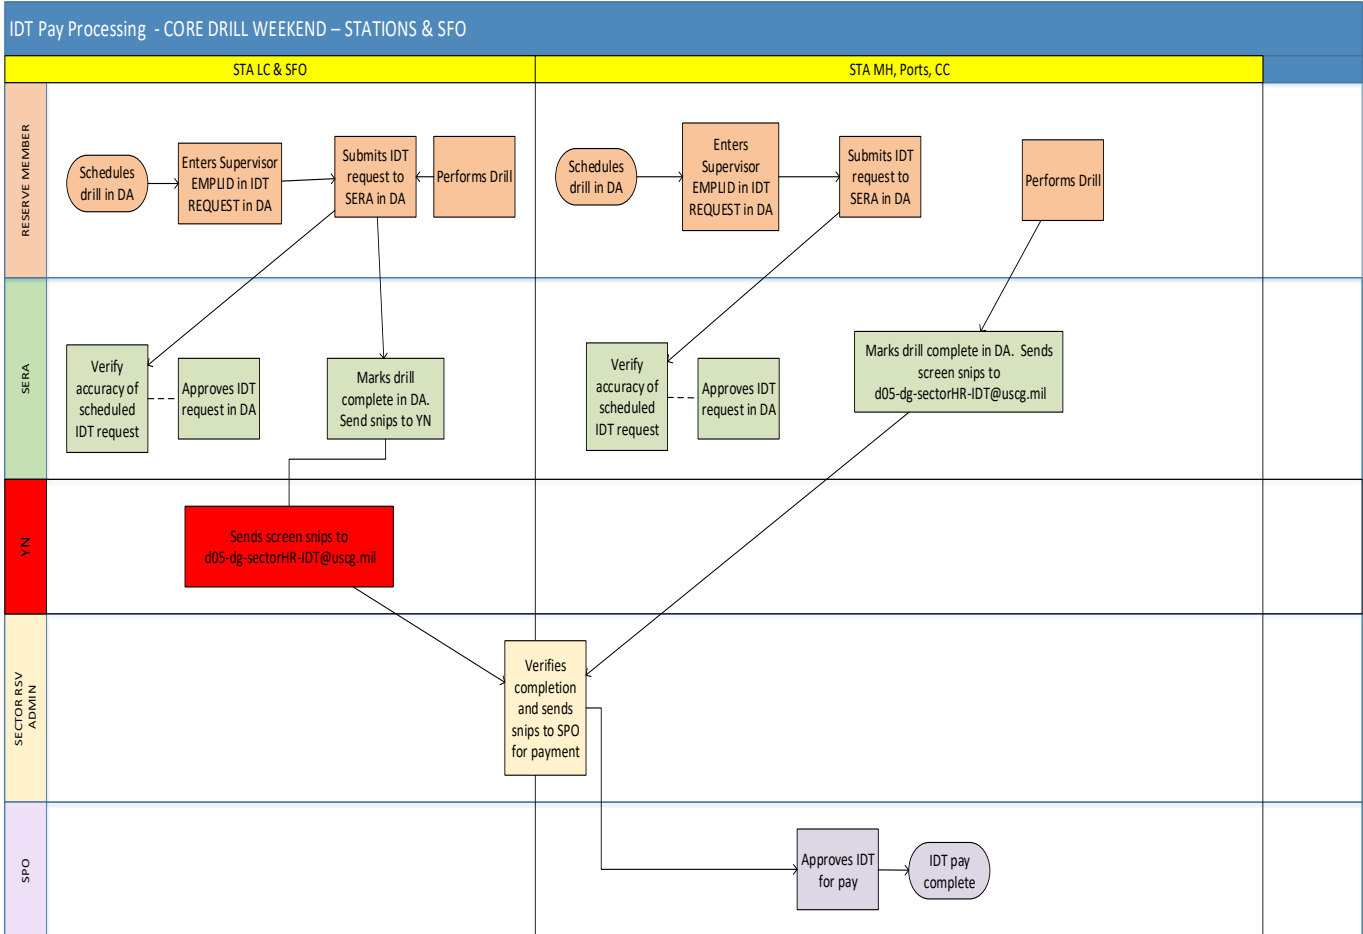 IDT Pay Processing - CORE DRILL WEEKEND – STATIONS & SFO
STA LC & SFO
STA MH, Ports, CC
RESERVE MEMBER
Schedules
drill in DA
Enters Supervisor
EMPLID in IDT
REQUEST in DA
Submits IDT
request to
SERA in DA
Performs Drill
Schedules
drill in DA
Enters
Supervisor
EMPLID in IDT
REQUEST in DA
Submits IDT
request to
SERA in DA
Performs Drill
SERA
Verify
accuracy of
scheduled
IDT request
Approves IDT
request in DA
Marks drill
complete in DA.
Send snips to YN
Verify
accuracy of
scheduled
IDT request
Approves IDT
request in DA
Marks drill complete in DA. Sends
screen snips to
d05-dg-sectorHR-IDT@uscg.mil
YN
Sends screen snips to
d05-dg-sectorHR-IDT@uscg.mil
SECTOR RSV
ADMIN
Verifies
completion
and sends
snips to SPO
for payment
SPO
Approves IDT
for pay
IDT pay
complete